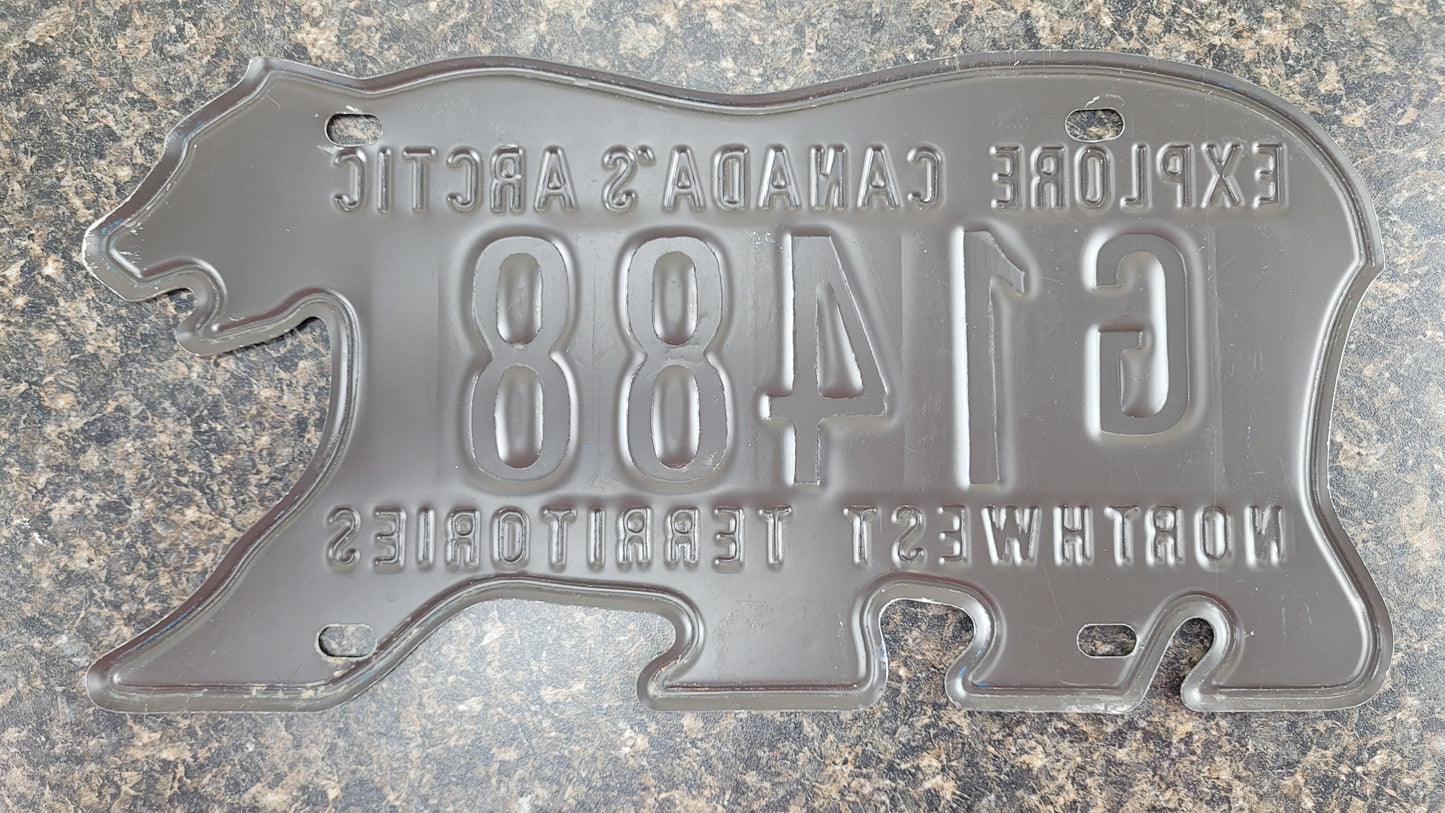 EXPLORE CANADA'S ARCTIC
G1488
NORTHWEST TERRITORIES